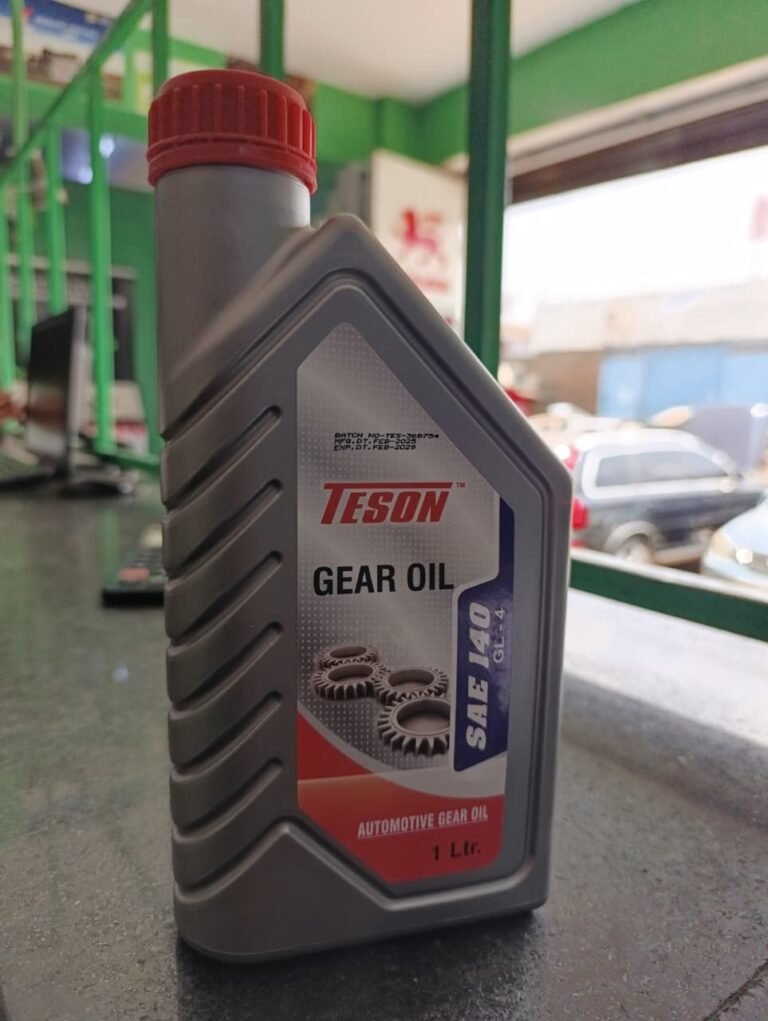 BATCH NO-TES-360754
MFG.DT.FEB-2025
EXP.DT.FEB-2029
TESON™
GEAR OIL
SAE 140
GL - 4
AUTOMOTIVE GEAR OIL
1 Ltr.